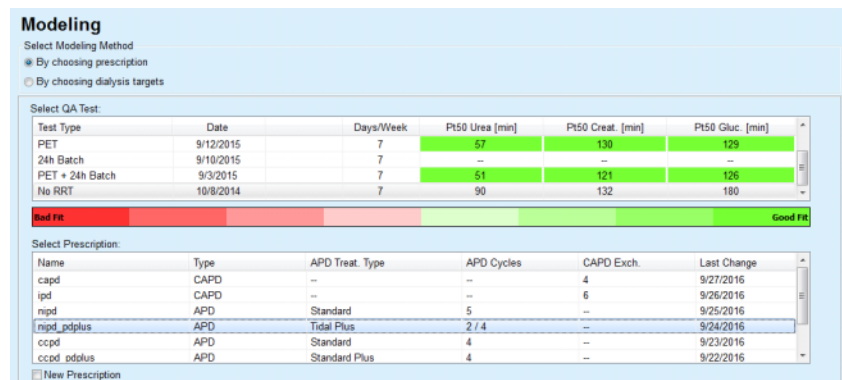 Modeling
Select Modeling Method
By choosing prescription
By choosing dialysis targets
Select QA Test:
Test Type Date Days/Week Pt50 Urea [min] Pt50 Creat. [min] Pt50 Gluc. [min]
PET 9/12/2015 7 57 130 129
24h Batch 9/10/2015 7 -- -- --
PET + 24h Batch 9/3/2015 7 51 121 126
No RRT 10/8/2014 7 90 132 180
Bad Fit Good Fit
Select Prescription:
Name Type APD Treat. Type APD Cycles CAPD Exch. Last Change
capd CAPD -- -- 4 9/27/2016
ipd CAPD -- -- 6 9/26/2016
nipd APD Standard 5 -- 9/25/2016
nipd_pdplus APD Tidal Plus 2 / 4 -- 9/24/2016
ccpd APD Standard 4 -- 9/23/2016
ccpd_pdplus APD Standard Plus 4 -- 9/22/2016
New Prescription